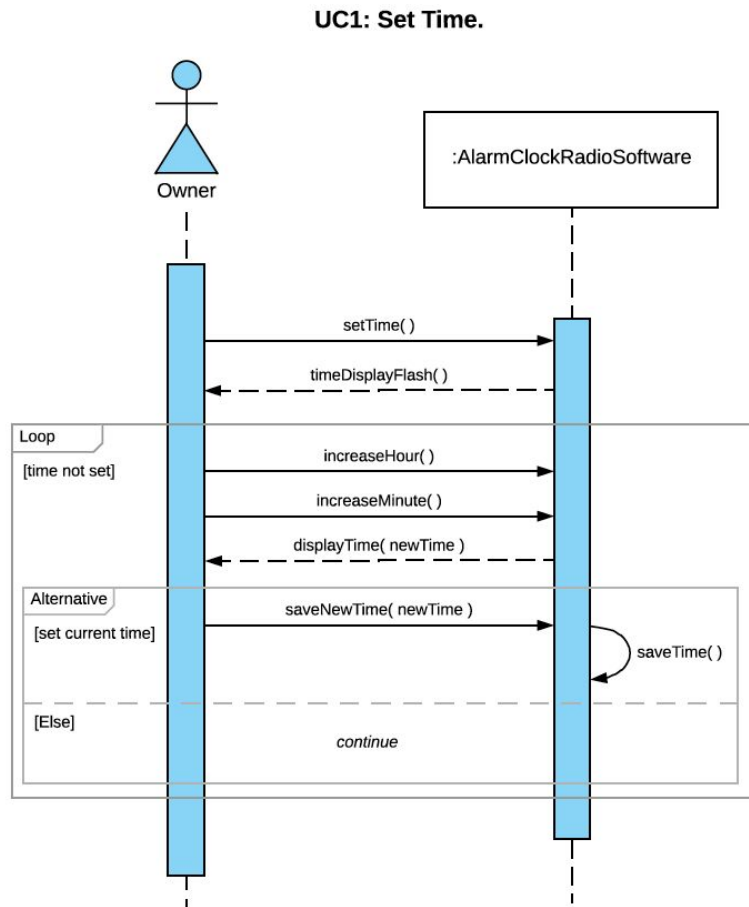 UC1: Set Time.
Owner
:AlarmClockRadioSoftware
setTime( )
timeDisplayFlash( )
Loop
[time not set]
increaseHour( )
increaseMinute( )
displayTime( newTime )
Alternative
[set current time]
saveNewTime( newTime )
saveTime( )
[Else]
continue